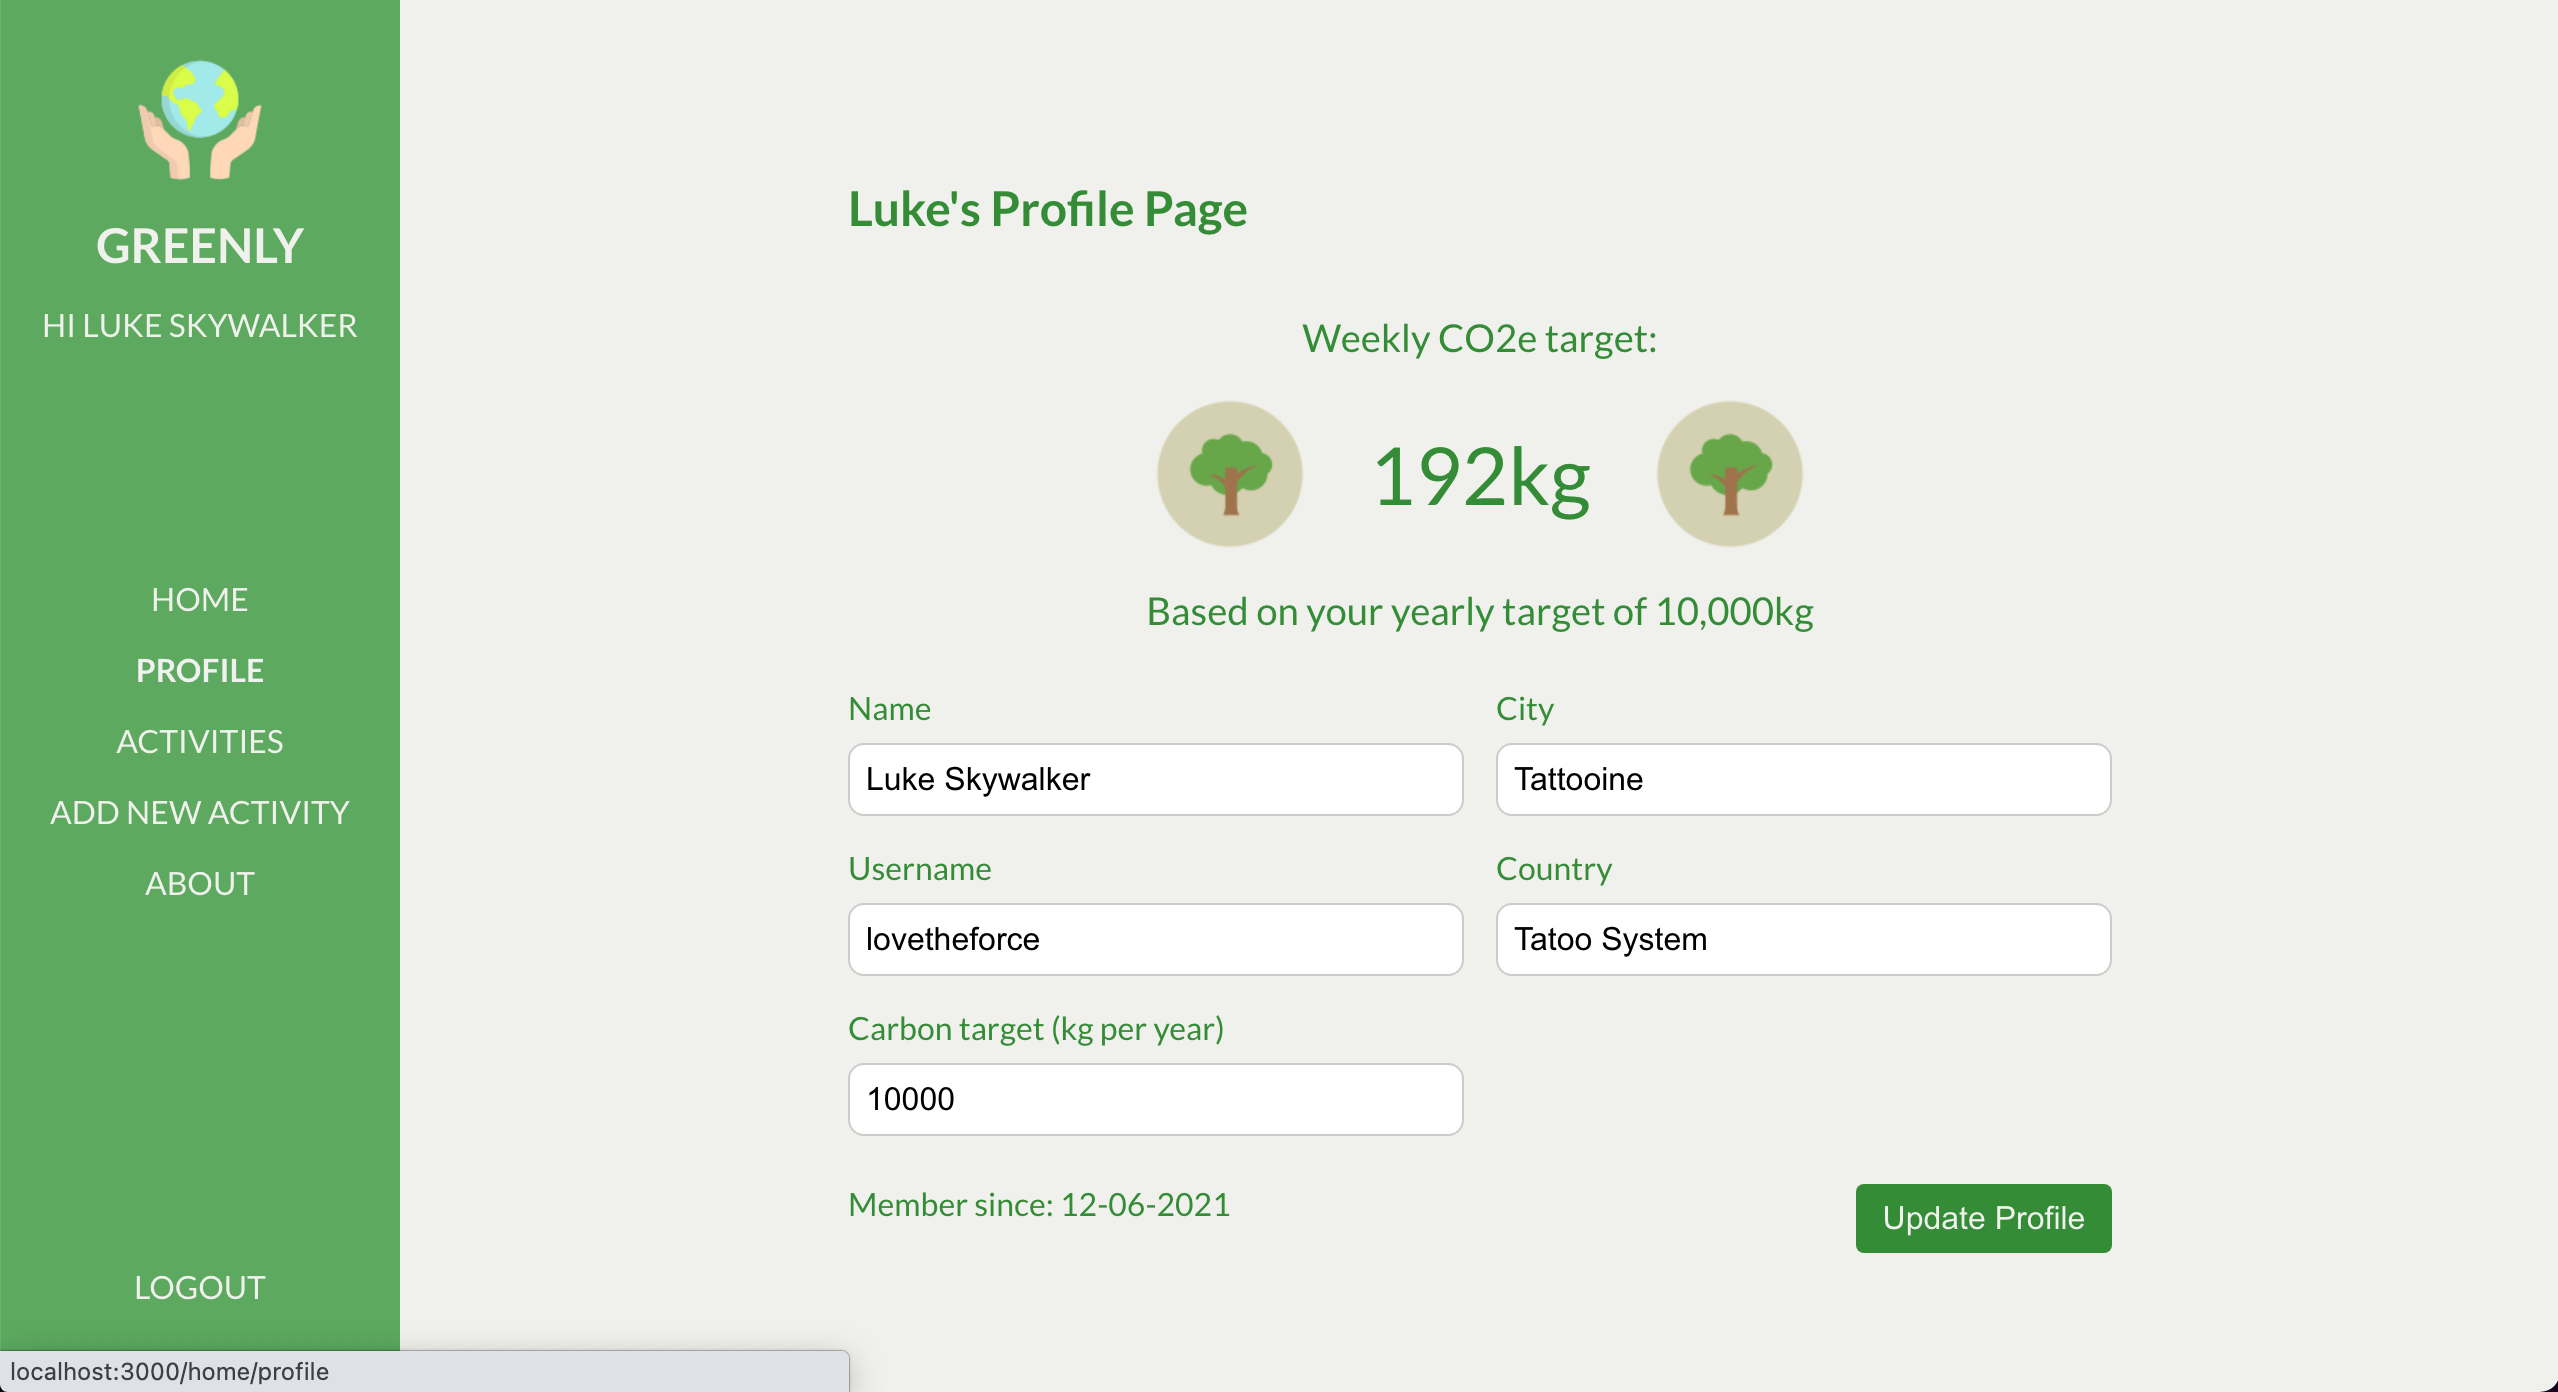 GREENLY
HI LUKE SKYWALKER
HOME
PROFILE
ACTIVITIES
ADD NEW ACTIVITY
ABOUT
LOGOUT
Luke's Profile Page
Weekly CO2e target:
192kg
Based on your yearly target of 10,000kg
Name
City
Luke Skywalker
Tattooine
Username
Country
lovetheforce
Tatoo System
Carbon target (kg per year)
10000
Member since: 12-06-2021
Update Profile
localhost:3000/home/profile